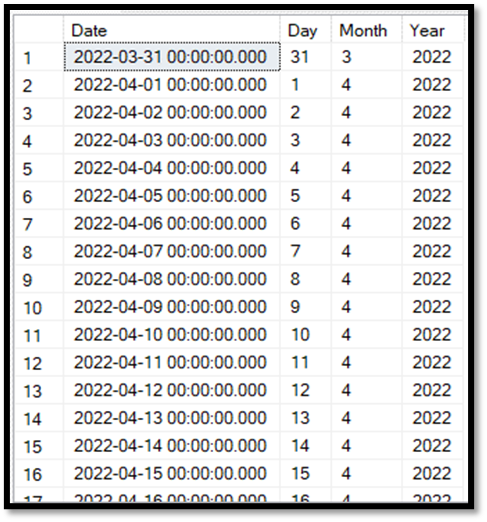 Date Day Month Year
1 2022-03-31 00:00:00.000 31 3 2022
2 2022-04-01 00:00:00.000 1 4 2022
3 2022-04-02 00:00:00.000 2 4 2022
4 2022-04-03 00:00:00.000 3 4 2022
5 2022-04-04 00:00:00.000 4 4 2022
6 2022-04-05 00:00:00.000 5 4 2022
7 2022-04-06 00:00:00.000 6 4 2022
8 2022-04-07 00:00:00.000 7 4 2022
9 2022-04-08 00:00:00.000 8 4 2022
10 2022-04-09 00:00:00.000 9 4 2022
11 2022-04-10 00:00:00.000 10 4 2022
12 2022-04-11 00:00:00.000 11 4 2022
13 2022-04-12 00:00:00.000 12 4 2022
14 2022-04-13 00:00:00.000 13 4 2022
15 2022-04-14 00:00:00.000 14 4 2022
16 2022-04-15 00:00:00.000 15 4 2022
17 2022-04-16 00:00:00.000 16 4 2022